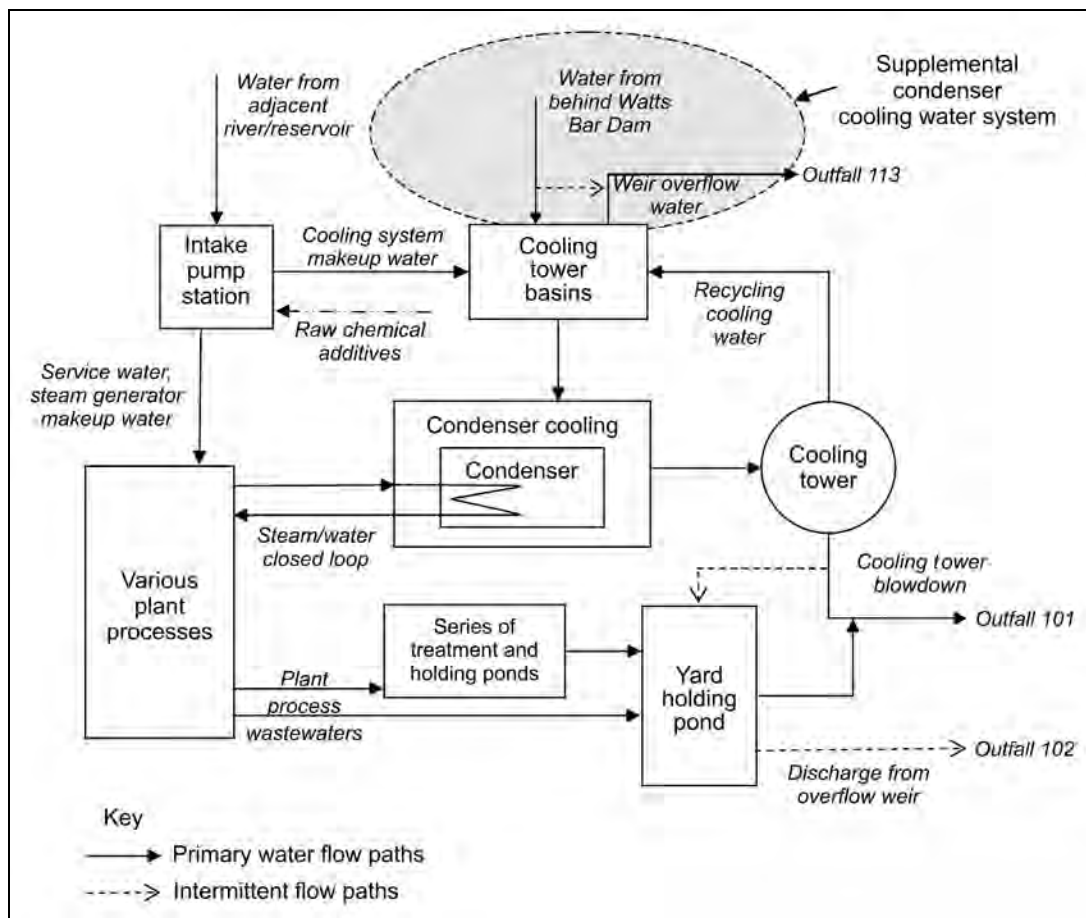 Water from
adjacent
river/reservoir
Water from
behind Watts
Bar Dam
Supplemental
condenser
cooling water system
Weir overflow
water
Outfall 113
Intake
pump
station
Cooling system
makeup water
Cooling
tower
basins
Raw chemical
additives
Recycling
cooling
water
Service water,
steam generator
makeup water
Condenser cooling
Condenser
Cooling
tower
Steam/water
closed loop
Various
plant
processes
Cooling tower
blowdown
Series of
treatment and
holding ponds
Outfall 101
Plant
process
wastewaters
Yard
holding
pond
Outfall 102
Discharge from
overflow weir
Key
Primary water flow paths
Intermittent flow paths